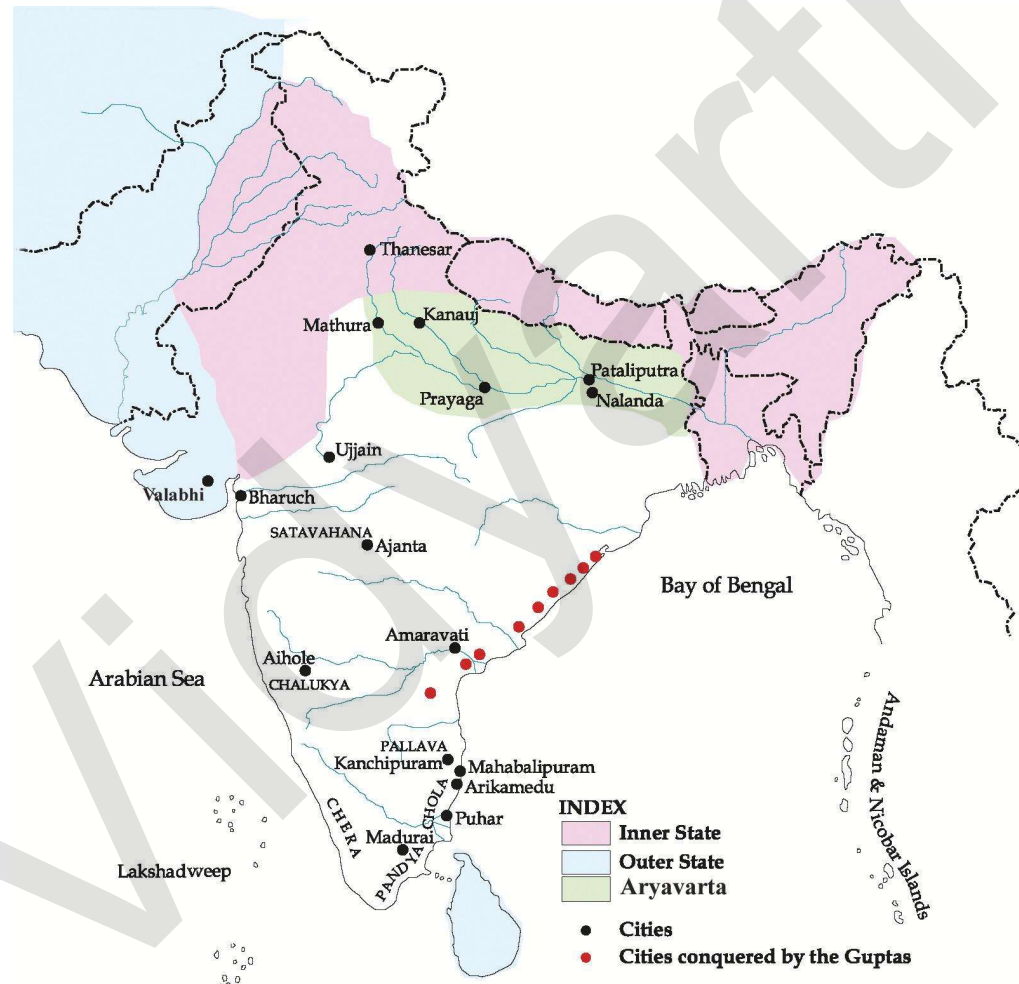 Thanesar
Mathura
Kanauj
Prayaga
Pataliputra
Nalanda
Ujjain
Valabhi
Bharuch
SATAVAHANA
Ajanta
Bay of Bengal
Amaravati
Aihole
CHALUKYA
Arabian Sea
PALLAVA
Kanchipuram
Mahabalipuram
Arikamedu
CHOLA
Puhar
CHERA
Madurai
PANDYA
Lakshadweep
Andaman & Nicobar Islands
INDEX
Inner State
Outer State
Aryavarta
Cities
Cities conquered by the Guptas
Vidyarti